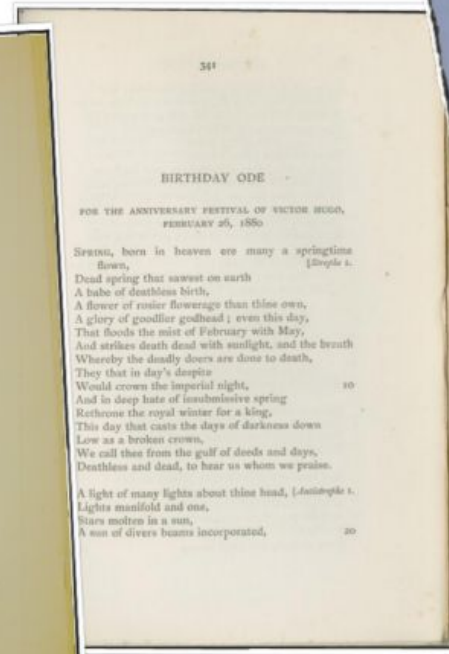 341
BIRTHDAY ODE
FOR THE ANNIVERSARY FESTIVAL OF VICTOR HUGO,
FEBRUARY 26, 1880
SPRING, born in heaven ere many a springtime
flown, [Strophe 1.
Dead spring that sawest on earth
A babe of deathless birth,
A flower of rosier flowerage than thine own,
A glory of goodlier godhead; even this day,
That floods the mist of February with May,
And strikes death dead with sunlight, and the breath
Whereby the deadly doers are done to death,
They that in day's despite
Would crown the imperial night, 10
And in deep hate of insubmissive spring
Rethrone the royal winter for a king,
This day that casts the days of darkness down
Low as a broken crown,
We call thee from the gulf of deeds and days,
Deathless and dead, to hear us whom we praise.
A light of many lights about thine head, [Antistrophe 1.
Lights manifold and one,
Stars molten in a sun,
A sun of divers beams incorporated, 20